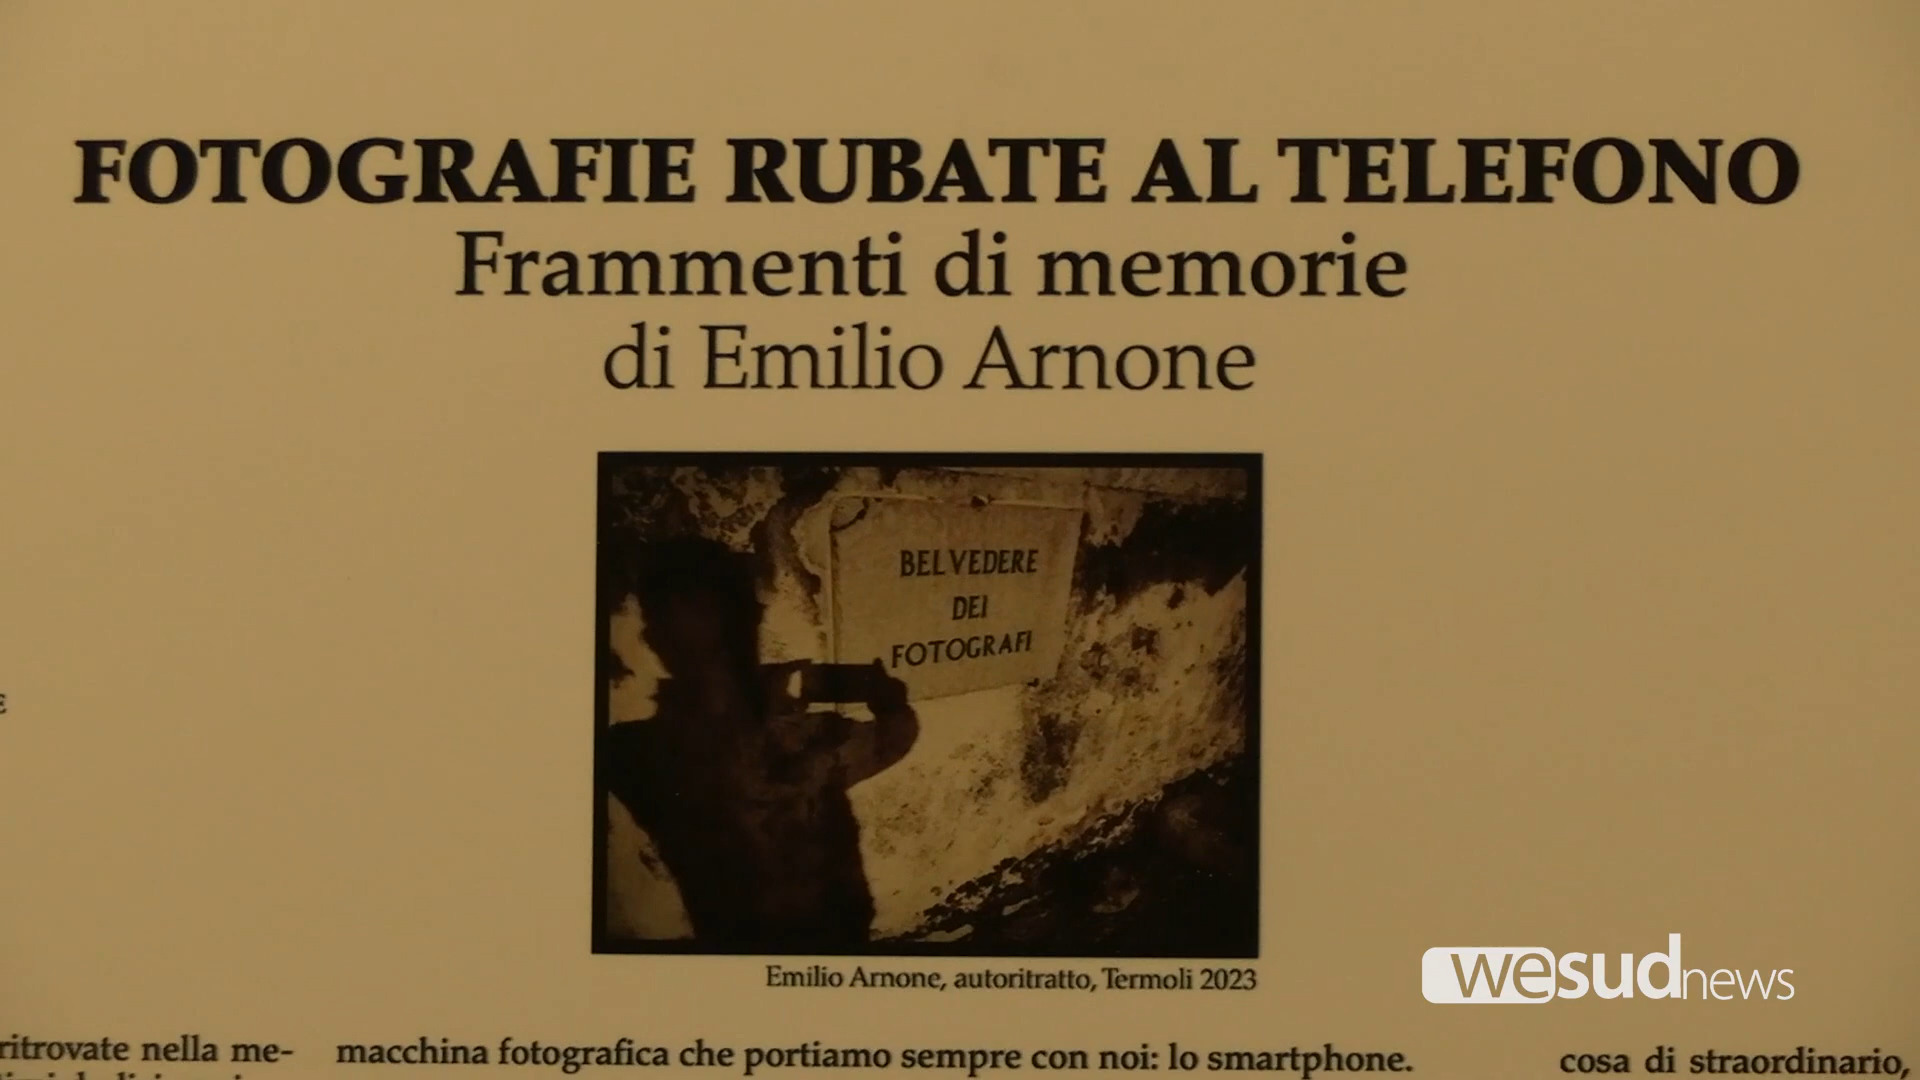 FOTOGRAFIE RUBATE AL TELEFONO
Frammenti di memorie
di Emilio Arnone
BELVEDERE
DEI
FOTOGRAFI
Emilio Arnone, autoritratto, Termoli 2023
wesudnews
ritrovate nella me-
macchina fotografica che portiamo sempre con noi: lo smartphone.
cosa di straordinario,